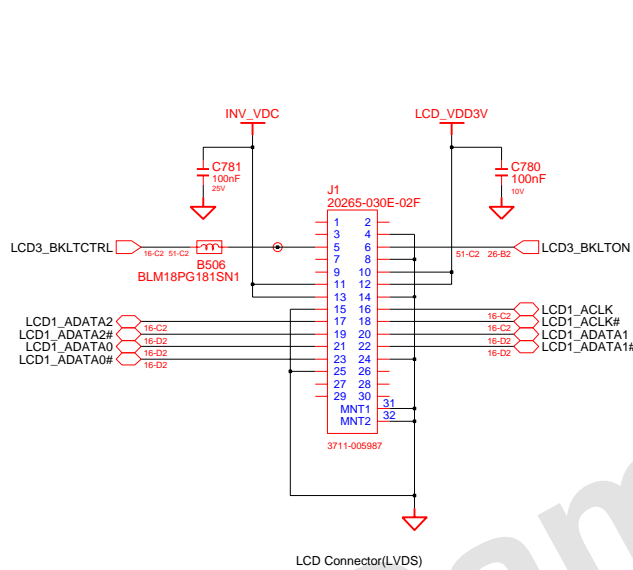 INV_VDC LCD_VDD3V
C781 C780
100nF 100nF
25V 10V
J1
20265-030E-02F
1 2
3 4
LCD3_BKLTCTRL 16-C2 51-C2 5 6 51-C2 26-B2 LCD3_BKLTON
B506
BLM18PG181SN1
7 8
9 10
11 12
13 14
15 16 LCD1_ACLK
LCD1_ADATA2 17 18 16-C2 LCD1_ACLK#
LCD1_ADATA2# 16-C2 19 20 16-C2 LCD1_ADATA1
LCD1_ADATA0 16-D2 21 22 16-D2 LCD1_ADATA1#
LCD1_ADATA0# 16-D2 23 24 16-D2
16-D2 25 26
27 28
29 30
MNT1 31
MNT2 32
3711-005987
LCD Connector(LVDS)